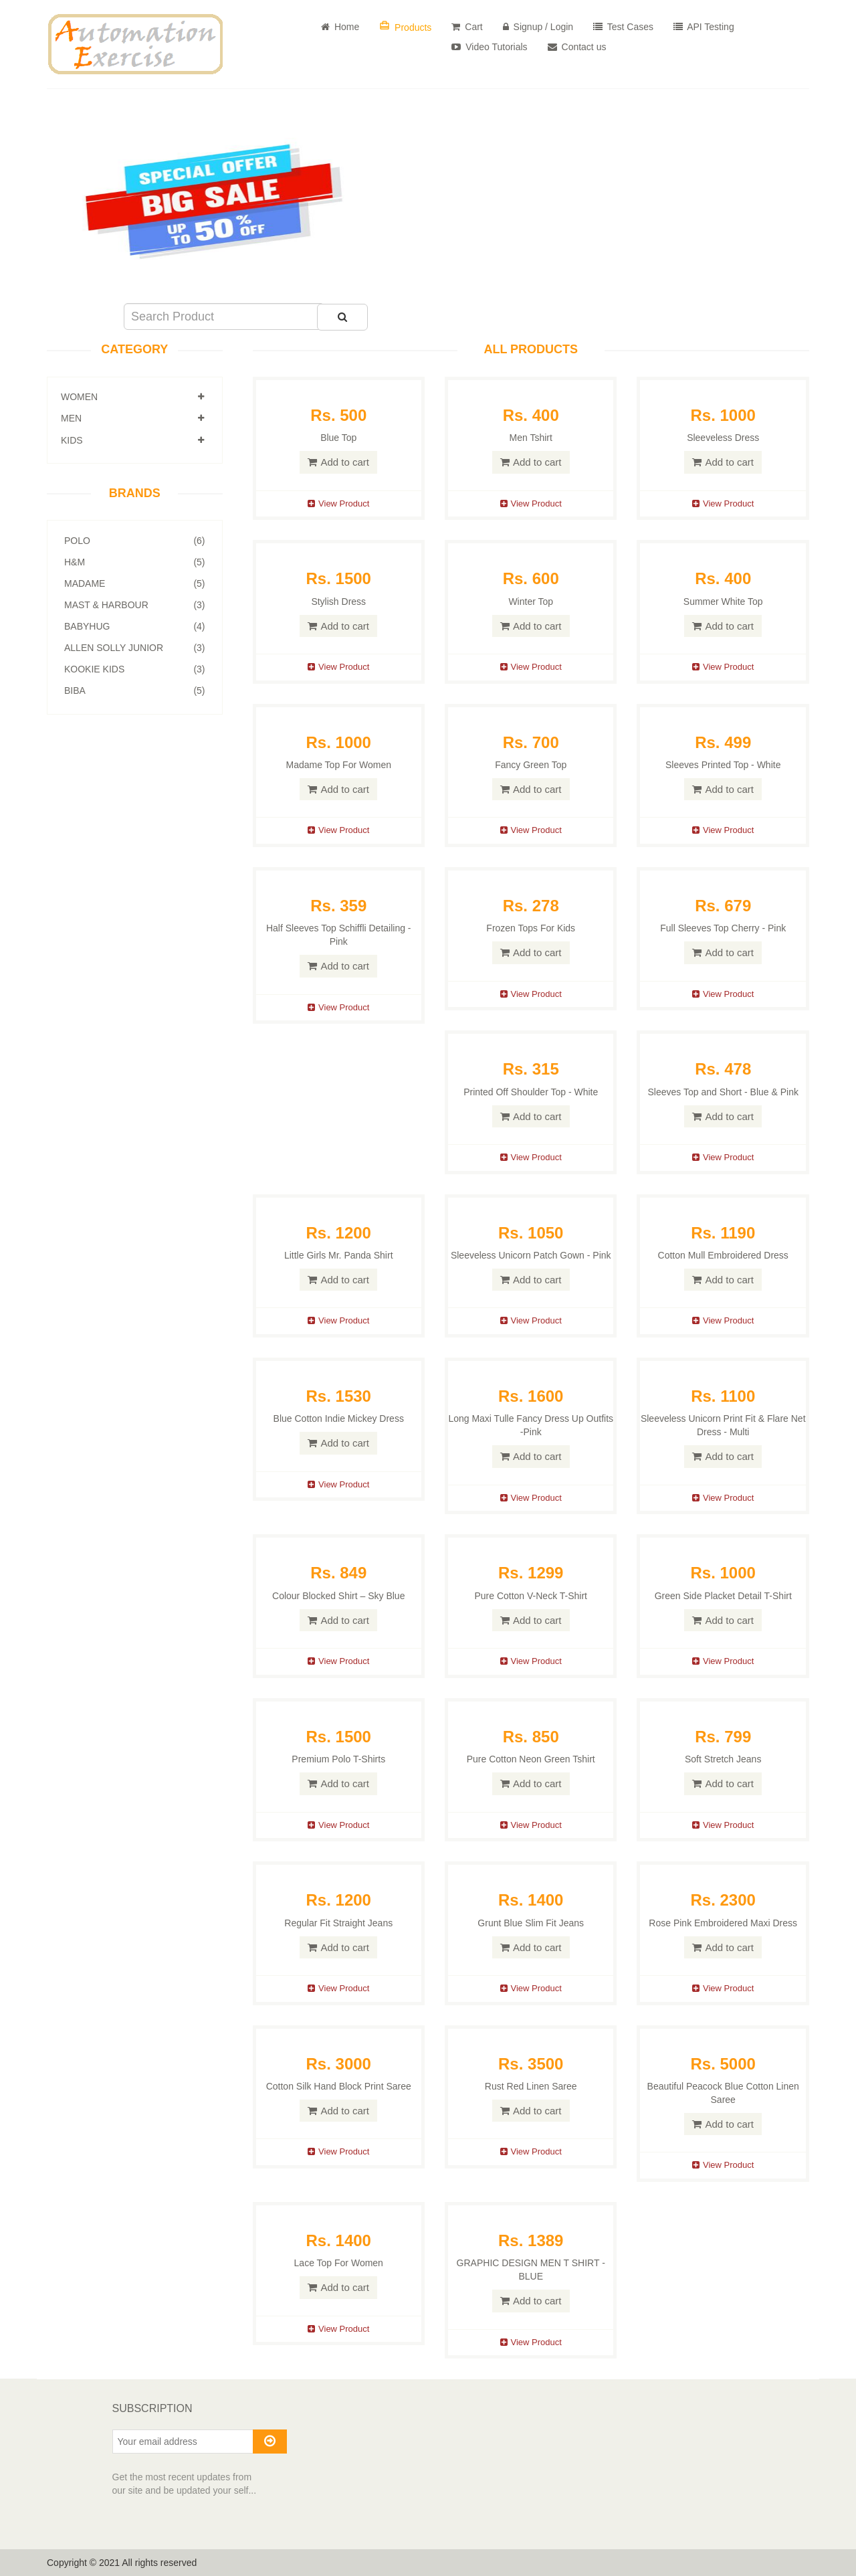 Automation
Exercise
Home
Products
Cart
Signup / Login
Test Cases
API Testing
Video Tutorials
Contact us
SPECIAL OFFER
BIG SALE
UP TO 50% OFF
Search Product
CATEGORY
WOMEN
MEN
KIDS
BRANDS
POLO (6)
H&M (5)
MADAME (5)
MAST & HARBOUR (3)
BABYHUG (4)
ALLEN SOLLY JUNIOR (3)
KOOKIE KIDS (3)
BIBA (5)
ALL PRODUCTS
Rs. 500
Blue Top
Add to cart
View Product
Rs. 400
Men Tshirt
Add to cart
View Product
Rs. 1000
Sleeveless Dress
Add to cart
View Product
Rs. 1500
Stylish Dress
Add to cart
View Product
Rs. 600
Winter Top
Add to cart
View Product
Rs. 400
Summer White Top
Add to cart
View Product
Rs. 1000
Madame Top For Women
Add to cart
View Product
Rs. 700
Fancy Green Top
Add to cart
View Product
Rs. 499
Sleeves Printed Top - White
Add to cart
View Product
Rs. 359
Half Sleeves Top Schiffli Detailing -
Pink
Add to cart
View Product
Rs. 278
Frozen Tops For Kids
Add to cart
View Product
Rs. 679
Full Sleeves Top Cherry - Pink
Add to cart
View Product
Rs. 315
Printed Off Shoulder Top - White
Add to cart
View Product
Rs. 478
Sleeves Top and Short - Blue & Pink
Add to cart
View Product
Rs. 1200
Little Girls Mr. Panda Shirt
Add to cart
View Product
Rs. 1050
Sleeveless Unicorn Patch Gown - Pink
Add to cart
View Product
Rs. 1190
Cotton Mull Embroidered Dress
Add to cart
View Product
Rs. 1530
Blue Cotton Indie Mickey Dress
Add to cart
View Product
Rs. 1600
Long Maxi Tulle Fancy Dress Up Outfits
-Pink
Add to cart
View Product
Rs. 1100
Sleeveless Unicorn Print Fit & Flare Net
Dress - Multi
Add to cart
View Product
Rs. 849
Colour Blocked Shirt – Sky Blue
Add to cart
View Product
Rs. 1299
Pure Cotton V-Neck T-Shirt
Add to cart
View Product
Rs. 1000
Green Side Placket Detail T-Shirt
Add to cart
View Product
Rs. 1500
Premium Polo T-Shirts
Add to cart
View Product
Rs. 850
Pure Cotton Neon Green Tshirt
Add to cart
View Product
Rs. 799
Soft Stretch Jeans
Add to cart
View Product
Rs. 1200
Regular Fit Straight Jeans
Add to cart
View Product
Rs. 1400
Grunt Blue Slim Fit Jeans
Add to cart
View Product
Rs. 2300
Rose Pink Embroidered Maxi Dress
Add to cart
View Product
Rs. 3000
Cotton Silk Hand Block Print Saree
Add to cart
View Product
Rs. 3500
Rust Red Linen Saree
Add to cart
View Product
Rs. 5000
Beautiful Peacock Blue Cotton Linen
Saree
Add to cart
View Product
Rs. 1400
Lace Top For Women
Add to cart
View Product
Rs. 1389
GRAPHIC DESIGN MEN T SHIRT -
BLUE
Add to cart
View Product
SUBSCRIPTION
Your email address
Get the most recent updates from
our site and be updated your self...
Copyright © 2021 All rights reserved